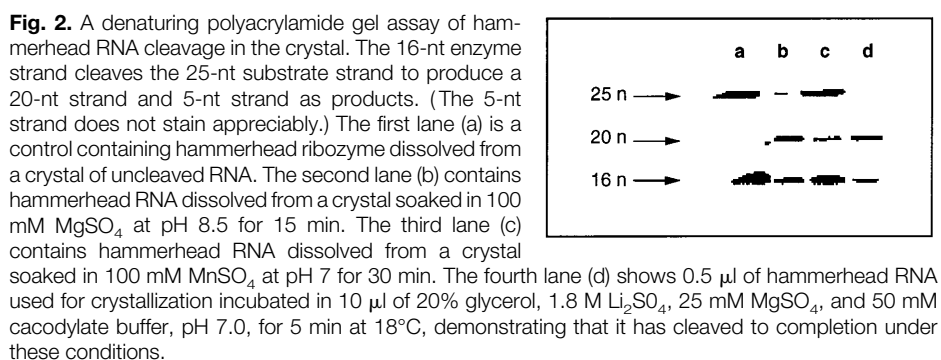 Fig. 2. A denaturing polyacrylamide gel assay of ham-
merhead RNA cleavage in the crystal. The 16-nt enzyme
strand cleaves the 25-nt substrate strand to produce a
20-nt strand and 5-nt strand as products. (The 5-nt
strand does not stain appreciably.) The first lane (a) is a
control containing hammerhead ribozyme dissolved from
a crystal of uncleaved RNA. The second lane (b) contains
hammerhead RNA dissolved from a crystal soaked in 100
mM MgSO₄ at pH 8.5 for 15 min. The third lane (c)
contains hammerhead RNA dissolved from a crystal
soaked in 100 mM MnSO₄ at pH 7 for 30 min. The fourth lane (d) shows 0.5 μl of hammerhead RNA
used for crystallization incubated in 10 μl of 20% glycerol, 1.8 M Li₂S0₄, 25 mM MgSO₄, and 50 mM
cacodylate buffer, pH 7.0, for 5 min at 18°C, demonstrating that it has cleaved to completion under
these conditions.
a b c d
25 n
20 n
16 n